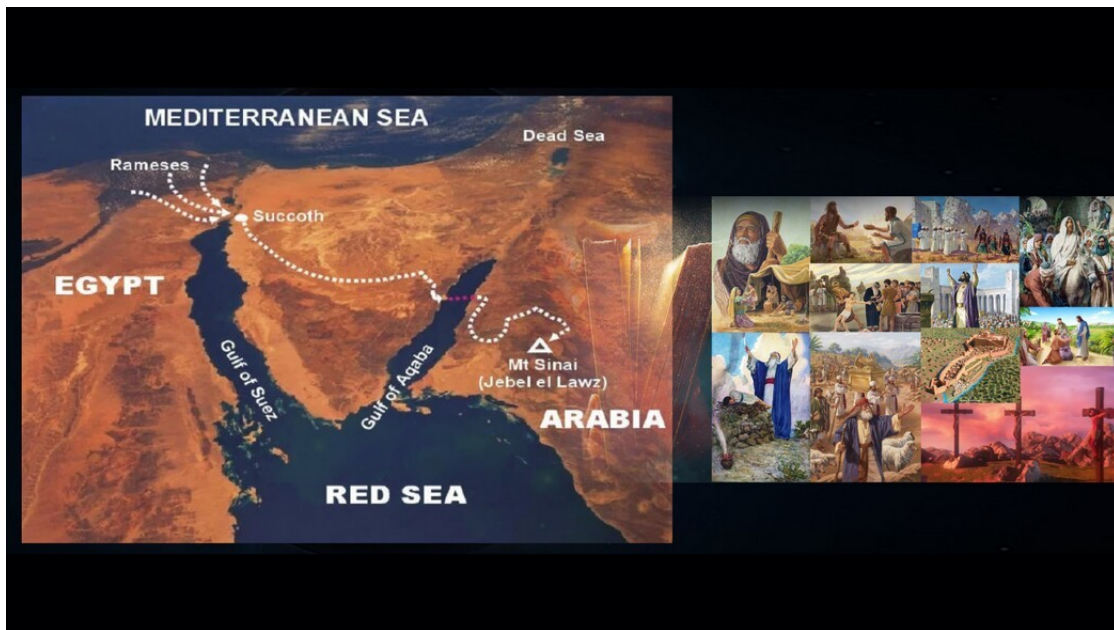 MEDITERRANEAN SEA
Dead Sea
Rameses
Succoth
EGYPT
Gulf of Suez
Gulf of Aqaba
Mt Sinai
(Jebel el Lawz)
ARABIA
RED SEA